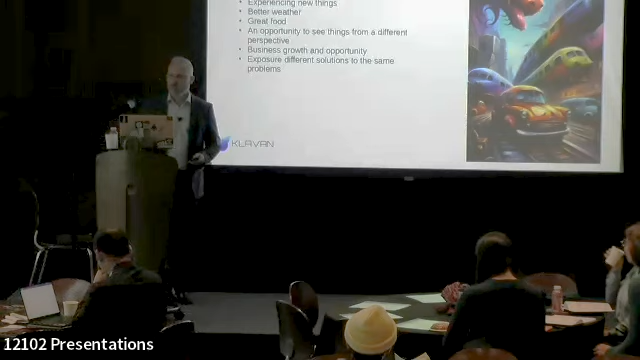 Experiencing new things
Better weather
Great food
An opportunity to see things from a different
perspective
Business growth and opportunity
Exposure different solutions to the same
problems
KLAVAN
12102 Presentations